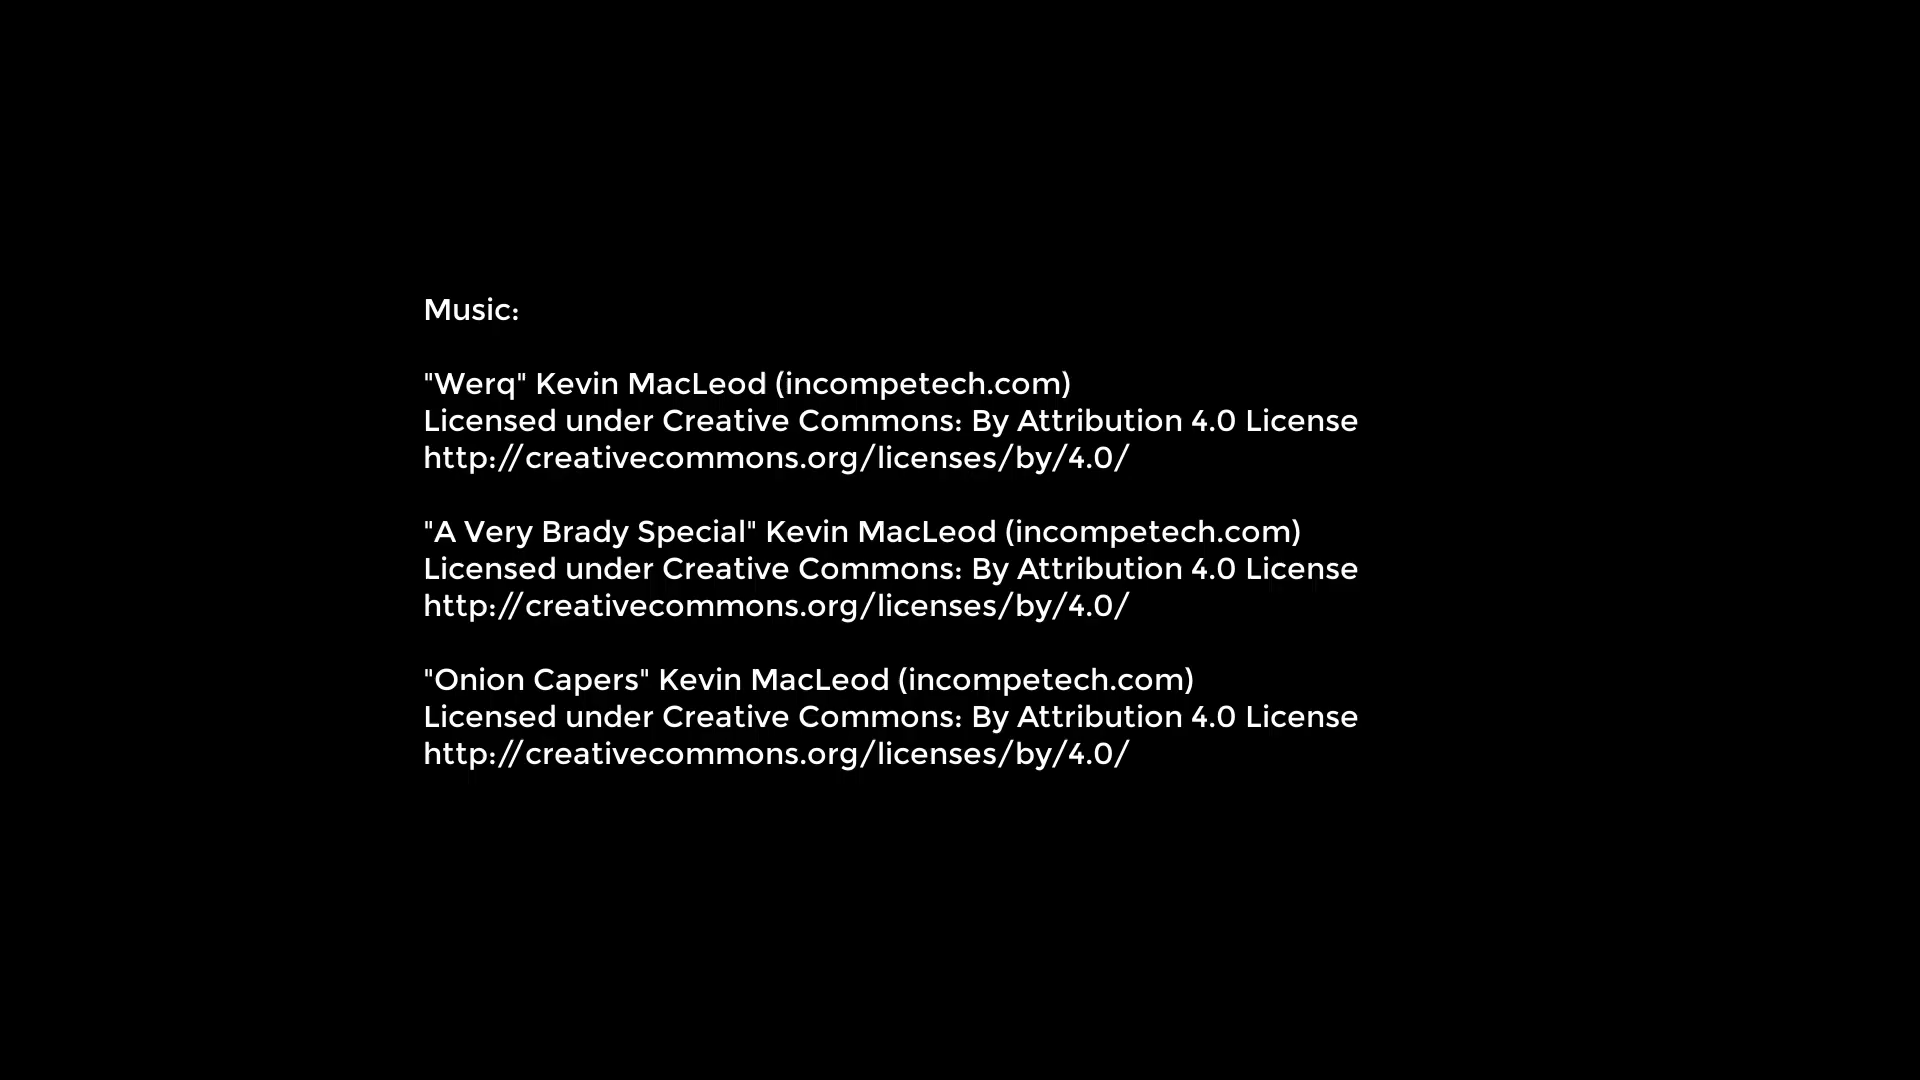 Music:
"Werq" Kevin MacLeod (incompetech.com)
Licensed under Creative Commons: By Attribution 4.0 License
http://creativecommons.org/licenses/by/4.0/
"A Very Brady Special" Kevin MacLeod (incompetech.com)
Licensed under Creative Commons: By Attribution 4.0 License
http://creativecommons.org/licenses/by/4.0/
"Onion Capers" Kevin MacLeod (incompetech.com)
Licensed under Creative Commons: By Attribution 4.0 License
http://creativecommons.org/licenses/by/4.0/